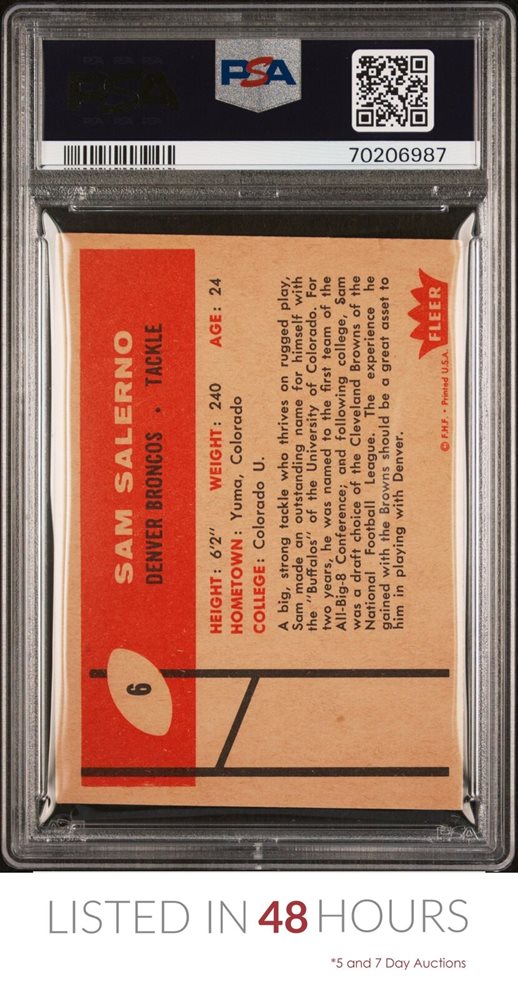 PSA
PSA
70206987
SAM SALERNO
DENVER BRONCOS • TACKLE
HEIGHT: 6'2" WEIGHT: 240 AGE: 24
HOMETOWN: Yuma, Colorado
COLLEGE: Colorado U.
A big, strong tackle who thrives on rugged play,
Sam made an outstanding name for himself with
the "Buffalos" of the University of Colorado. For
two years, he was named to the first team of the
All-Big-8 Conference; and following college, Sam
was a draft choice of the Cleveland Browns of the
National Football League. The experience he
gained with the Browns should be a great asset to
him in playing with Denver.
6
FLEER
© F.H.F. • Printed U.S.A.
LISTED IN 48 HOURS
*5 and 7 Day Auctions